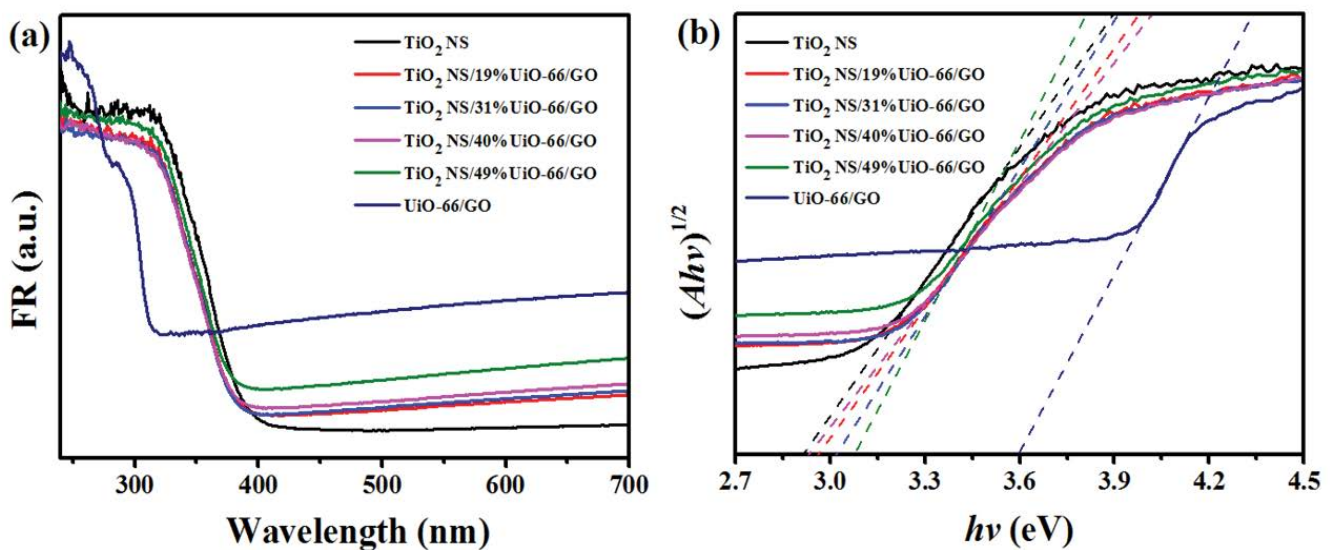 (a)
TiO2 NS
TiO2 NS/19%UiO-66/GO
TiO2 NS/31%UiO-66/GO
TiO2 NS/40%UiO-66/GO
TiO2 NS/49%UiO-66/GO
UiO-66/GO
FR (a.u.)
300 400 500 600 700
Wavelength (nm)
(b)
TiO2 NS
TiO2 NS/19%UiO-66/GO
TiO2 NS/31%UiO-66/GO
TiO2 NS/40%UiO-66/GO
TiO2 NS/49%UiO-66/GO
UiO-66/GO
(Ahν)1/2
2.7 3.0 3.3 3.6 3.9 4.2 4.5
hν (eV)